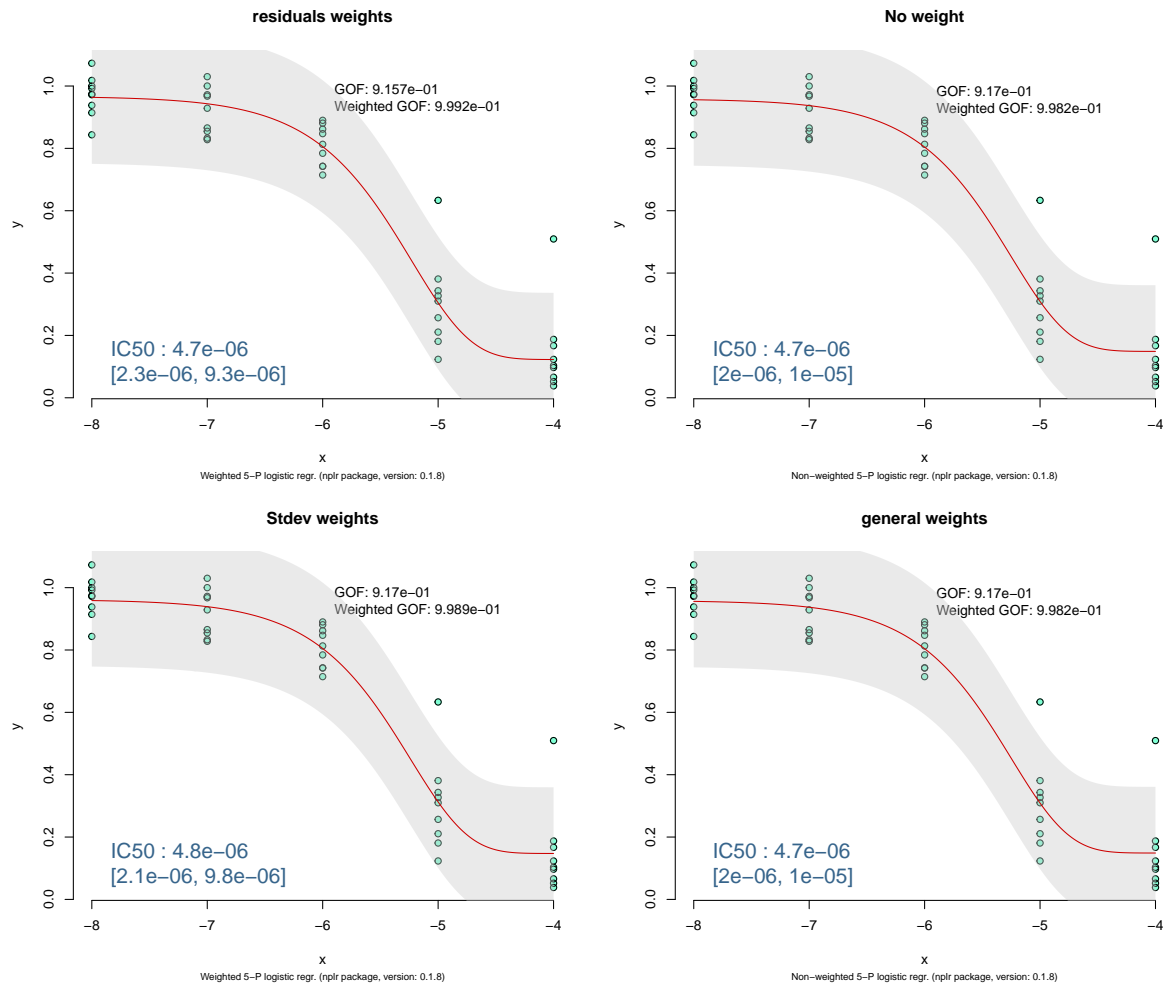 residuals weights
GOF: 9.157e−01
Weighted GOF: 9.992e−01
y
1.0
0.8
0.6
0.4
0.2
0.0
IC50 : 4.7e−06
[2.3e−06, 9.3e−06]
−8 −7 −6 −5 −4
x
Weighted 5−P logistic regr. (nplr package, version: 0.1.8)
No weight
GOF: 9.17e−01
Weighted GOF: 9.982e−01
y
1.0
0.8
0.6
0.4
0.2
0.0
IC50 : 4.7e−06
[2e−06, 1e−05]
−8 −7 −6 −5 −4
x
Non−weighted 5−P logistic regr. (nplr package, version: 0.1.8)
Stdev weights
GOF: 9.17e−01
Weighted GOF: 9.989e−01
y
1.0
0.8
0.6
0.4
0.2
0.0
IC50 : 4.8e−06
[2.1e−06, 9.8e−06]
−8 −7 −6 −5 −4
x
Weighted 5−P logistic regr. (nplr package, version: 0.1.8)
general weights
GOF: 9.17e−01
Weighted GOF: 9.982e−01
y
1.0
0.8
0.6
0.4
0.2
0.0
IC50 : 4.7e−06
[2e−06, 1e−05]
−8 −7 −6 −5 −4
x
Non−weighted 5−P logistic regr. (nplr package, version: 0.1.8)